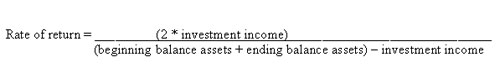 Rate of return = (2 * investment income)
(beginning balance assets + ending balance assets) – investment income